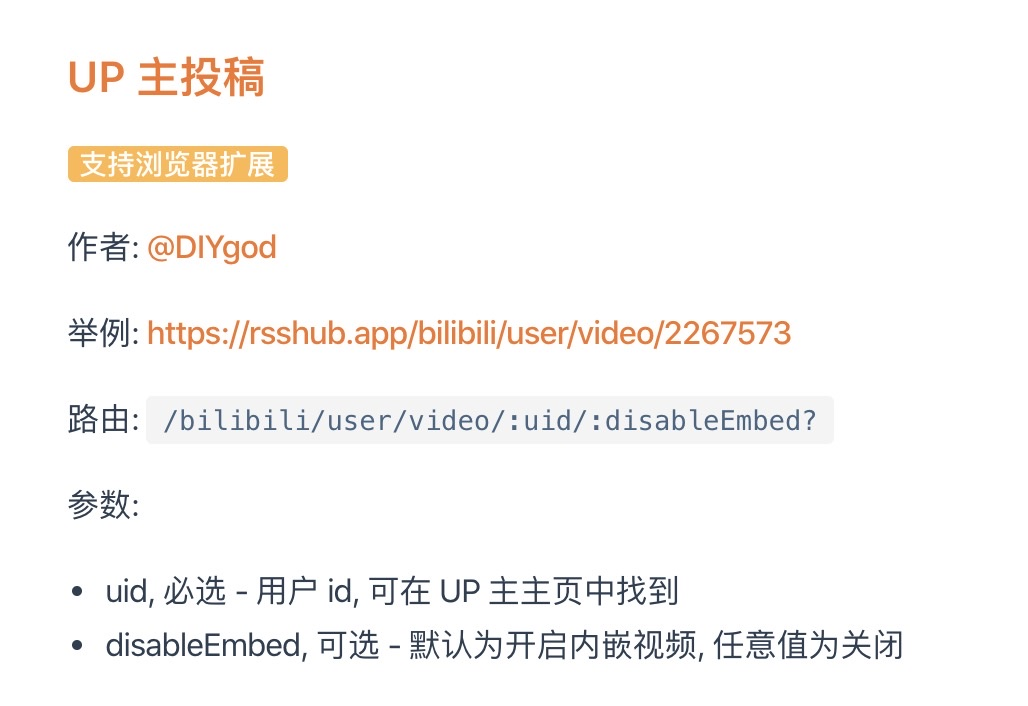 UP 主投稿
支持浏览器扩展
作者: @DIYgod
举例: https://rsshub.app/bilibili/user/video/2267573
路由: /bilibili/user/video/:uid/:disableEmbed?
参数:
• uid, 必选 - 用户 id, 可在 UP 主主页中找到
• disableEmbed, 可选 - 默认为开启内嵌视频, 任意值为关闭